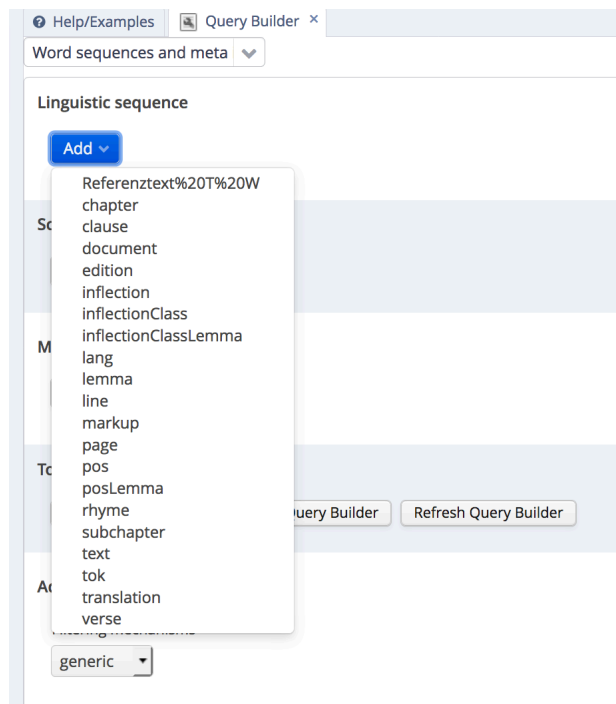 Help/Examples Query Builder ×
Word sequences and meta
Linguistic sequence
Add
Referenztext%20T%20W
chapter
clause
document
edition
inflection
inflectionClass
inflectionClassLemma
lang
lemma
line
markup
page
pos
posLemma
rhyme
subchapter
text
tok
translation
verse
Query Builder Refresh Query Builder
generic